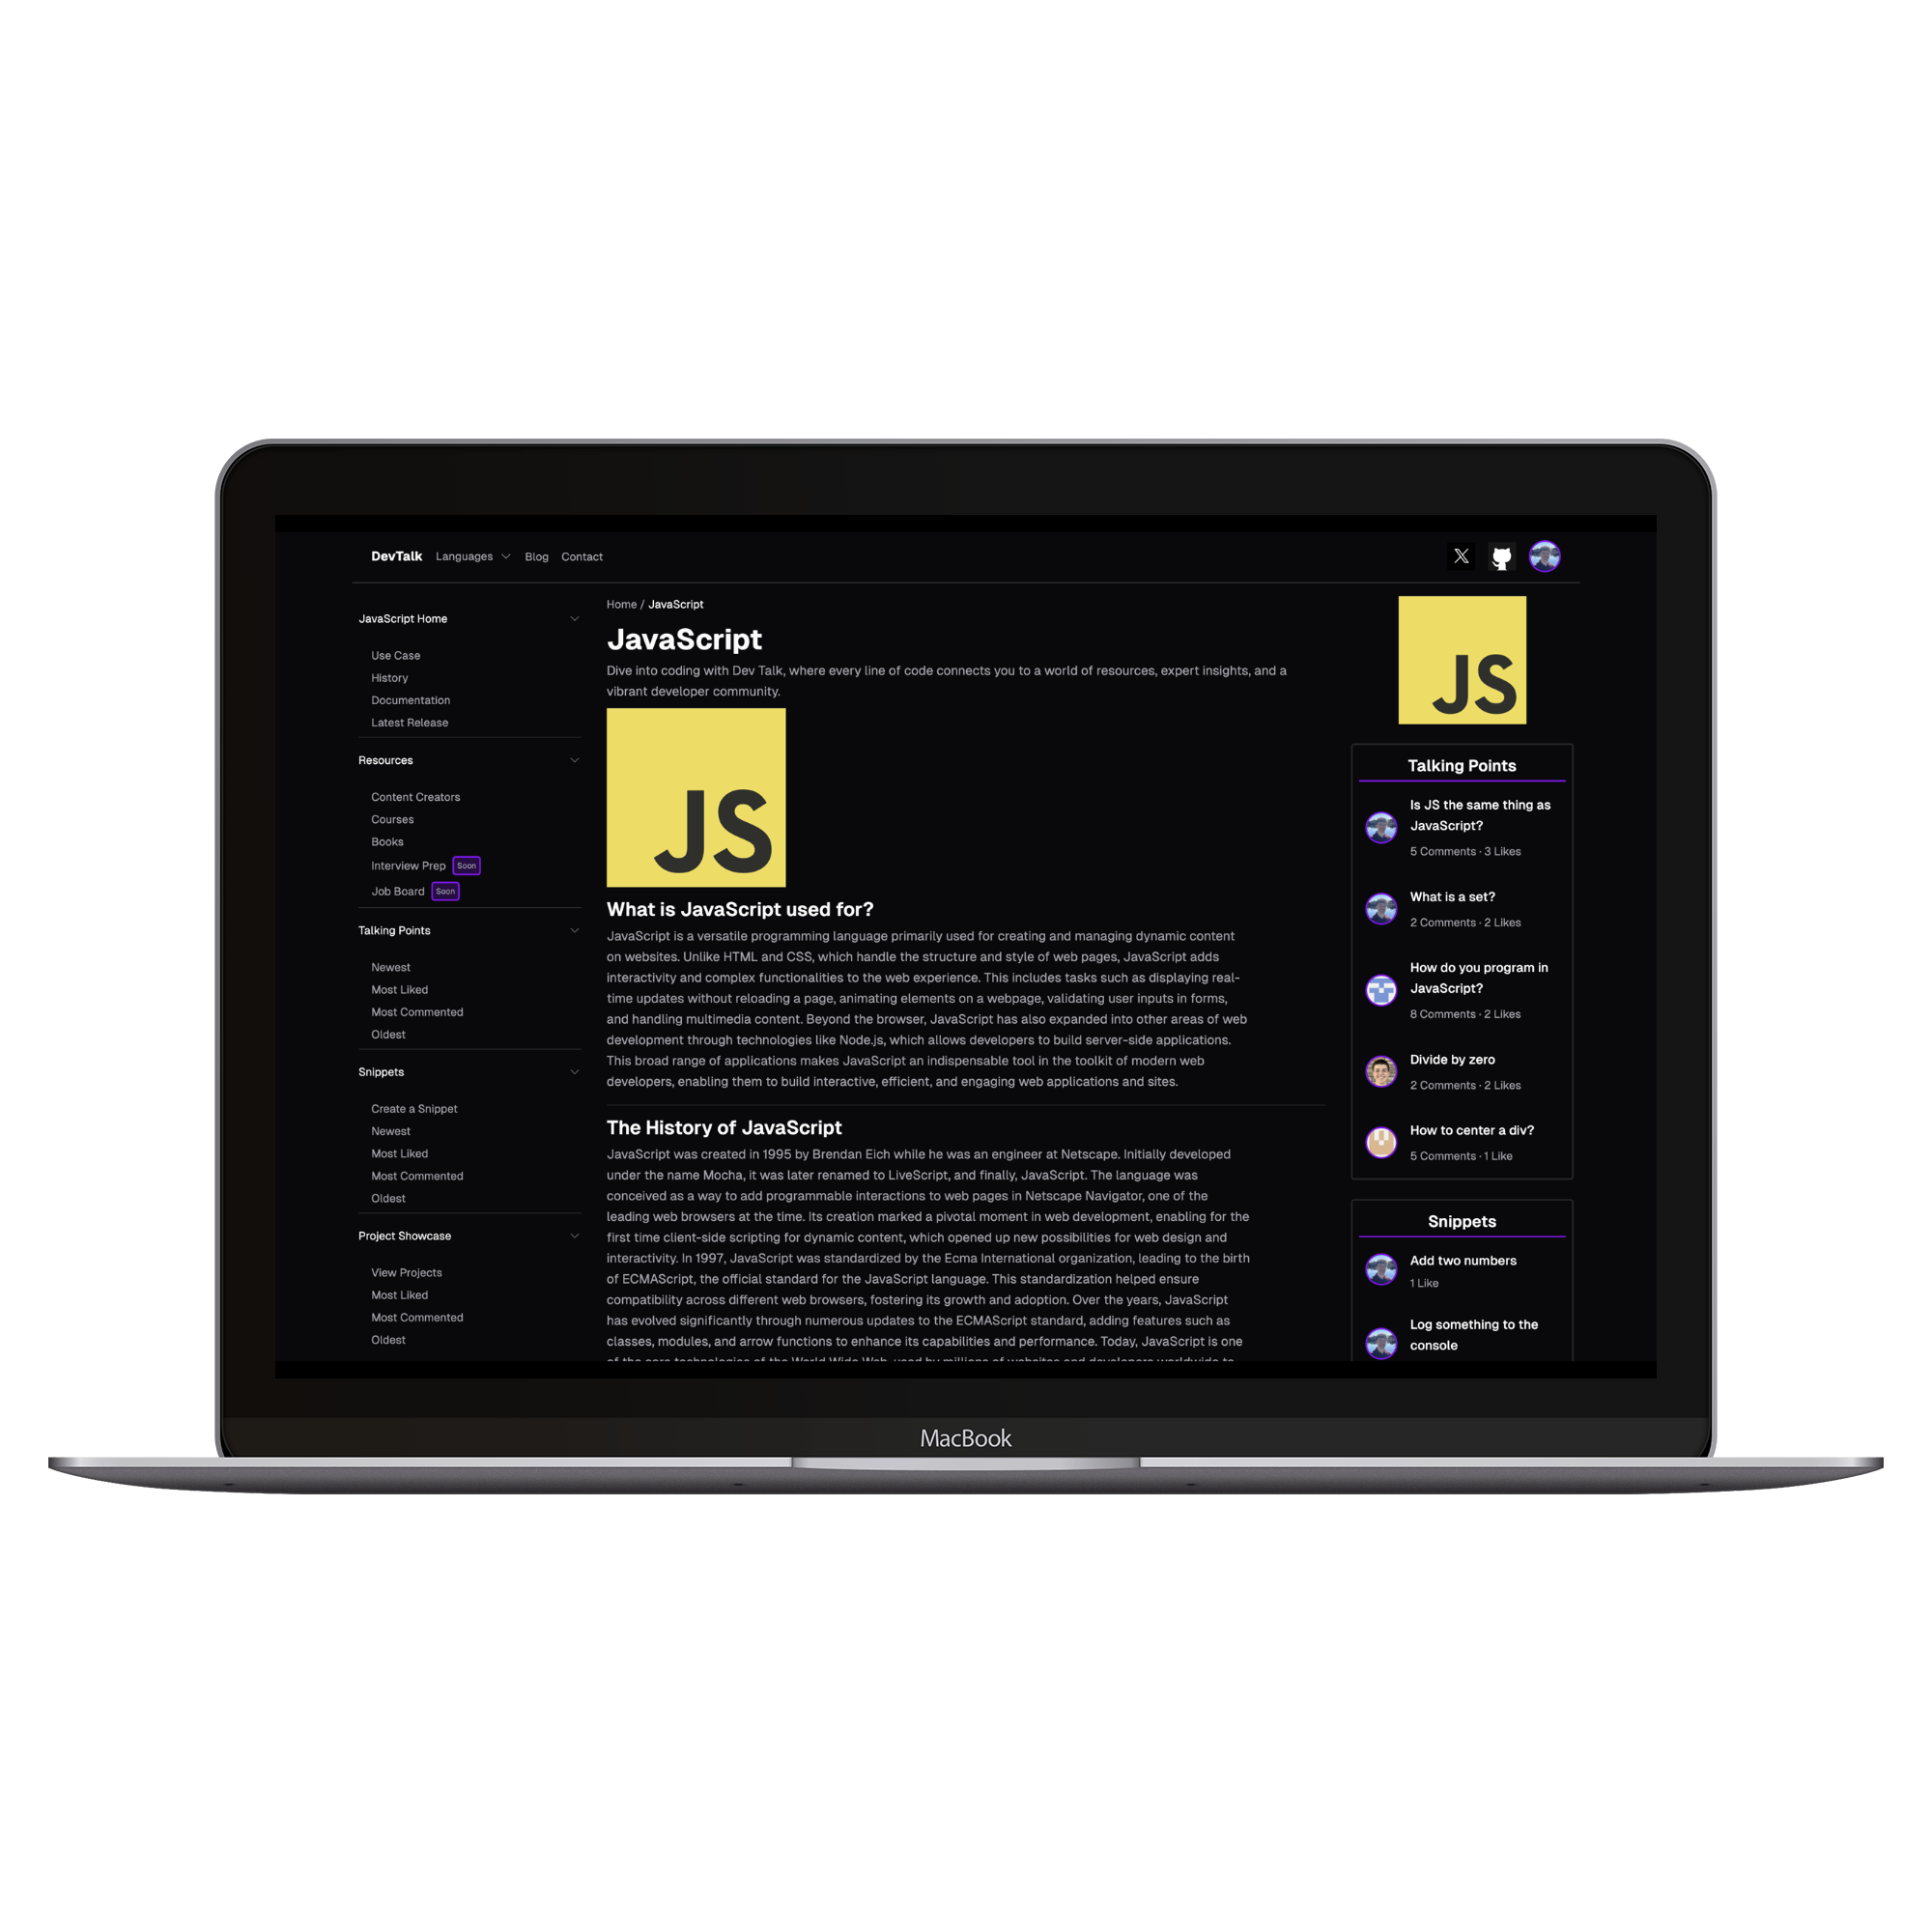 DevTalk Languages Blog Contact
JavaScript Home
Use Case
History
Documentation
Latest Release
Resources
Content Creators
Courses
Books
Interview Prep Soon
Job Board Soon
Talking Points
Newest
Most Liked
Most Commented
Oldest
Snippets
Create a Snippet
Newest
Most Liked
Most Commented
Oldest
Project Showcase
View Projects
Most Liked
Most Commented
Oldest
Home / JavaScript
JavaScript
Dive into coding with Dev Talk, where every line of code connects you to a world of resources, expert insights, and a
vibrant developer community.
JS
What is JavaScript used for?
JavaScript is a versatile programming language primarily used for creating and managing dynamic content
on websites. Unlike HTML and CSS, which handle the structure and style of web pages, JavaScript adds
interactivity and complex functionalities to the web experience. This includes tasks such as displaying real-
time updates without reloading a page, animating elements on a webpage, validating user inputs in forms,
and handling multimedia content. Beyond the browser, JavaScript has also expanded into other areas of web
development through technologies like Node.js, which allows developers to build server-side applications.
This broad range of applications makes JavaScript an indispensable tool in the toolkit of modern web
developers, enabling them to build interactive, efficient, and engaging web applications and sites.
The History of JavaScript
JavaScript was created in 1995 by Brendan Eich while he was an engineer at Netscape. Initially developed
under the name Mocha, it was later renamed to LiveScript, and finally, JavaScript. The language was
conceived as a way to add programmable interactions to web pages in Netscape Navigator, one of the
leading web browsers at the time. Its creation marked a pivotal moment in web development, enabling for the
first time client-side scripting for dynamic content, which opened up new possibilities for web design and
interactivity. In 1997, JavaScript was standardized by the Ecma International organization, leading to the birth
of ECMAScript, the official standard for the JavaScript language. This standardization helped ensure
compatibility across different web browsers, fostering its growth and adoption. Over the years, JavaScript
has evolved significantly through numerous updates to the ECMAScript standard, adding features such as
classes, modules, and arrow functions to enhance its capabilities and performance. Today, JavaScript is one
of the core technologies of the World Wide Web, used by millions of websites and developers worldwide to
JS
Talking Points
Is JS the same thing as
JavaScript?
5 Comments · 3 Likes
What is a set?
2 Comments · 2 Likes
How do you program in
JavaScript?
8 Comments · 2 Likes
Divide by zero
2 Comments · 2 Likes
How to center a div?
5 Comments · 1 Like
Snippets
Add two numbers
1 Like
Log something to the
console
MacBook